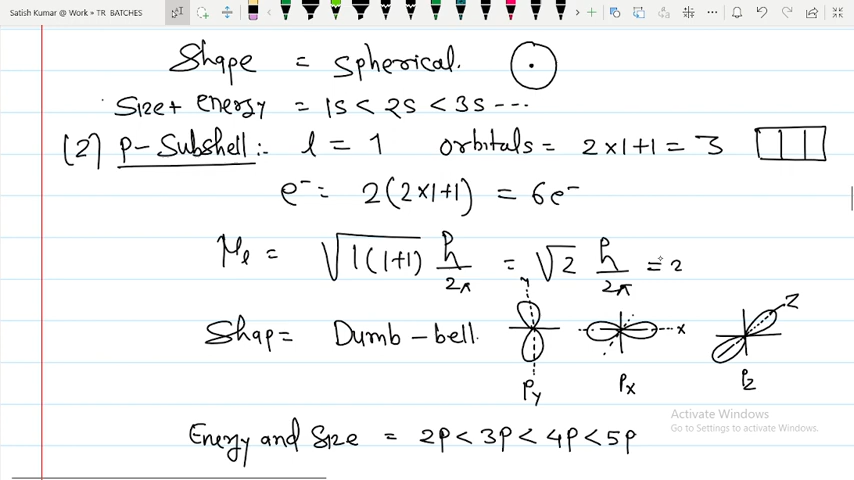 Satish Kumar @ Work » TR BATCHES
Shape = Spherical.
Size+ energy = 1s < 2s < 3s ---
(2) P-Subshell:- l = 1 orbitals = 2×1+1 = 3
e⁻= 2(2×1+1) = 6e⁻
μℓ = √1(1+1) h/2π = √2 h/2π = 2
Shap= Dumb-bell.
Y
X
Z
Py Px Pz
Energy and Size = 2p < 3p < 4p < 5p
Activate Windows
Go to Settings to activate Windows.